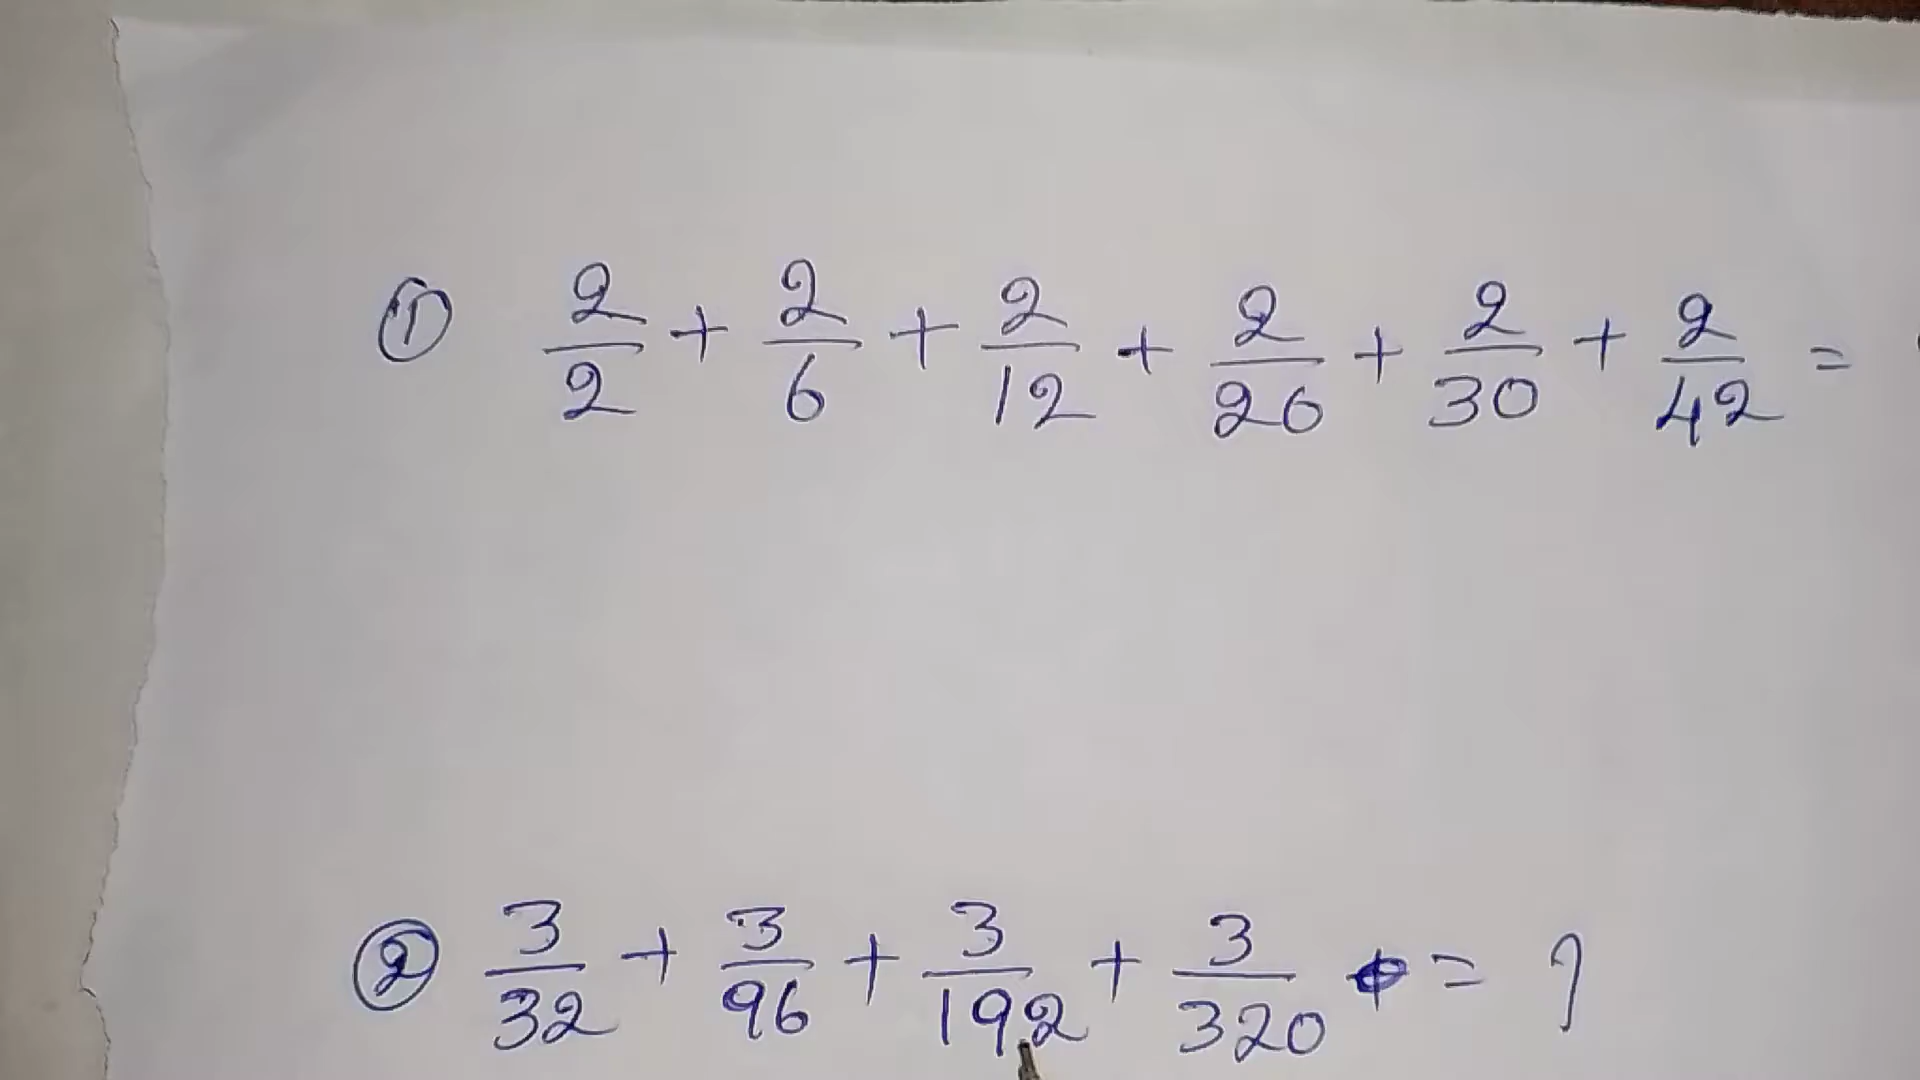 ① 2/2 + 2/6 + 2/12 + 2/20 + 2/30 + 2/42 =
② 3/32 + 3/96 + 3/192 + 3/320 = ?